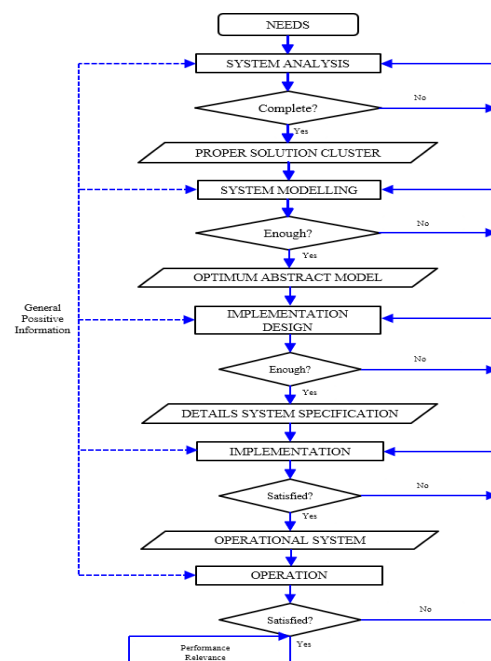 NEEDS
SYSTEM ANALYSIS
No
Complete?
Yes
PROPER SOLUTION CLUSTER
SYSTEM MODELLING
No
Enough?
Yes
OPTIMUM ABSTRACT MODEL
General
Possitive
Information
IMPLEMENTATION
DESIGN
No
Enough?
Yes
DETAILS SYSTEM SPECIFICATION
IMPLEMENTATION
No
Satisfied?
Yes
OPERATIONAL SYSTEM
OPERATION
No
Satisfied?
Yes
Performance
Relevance